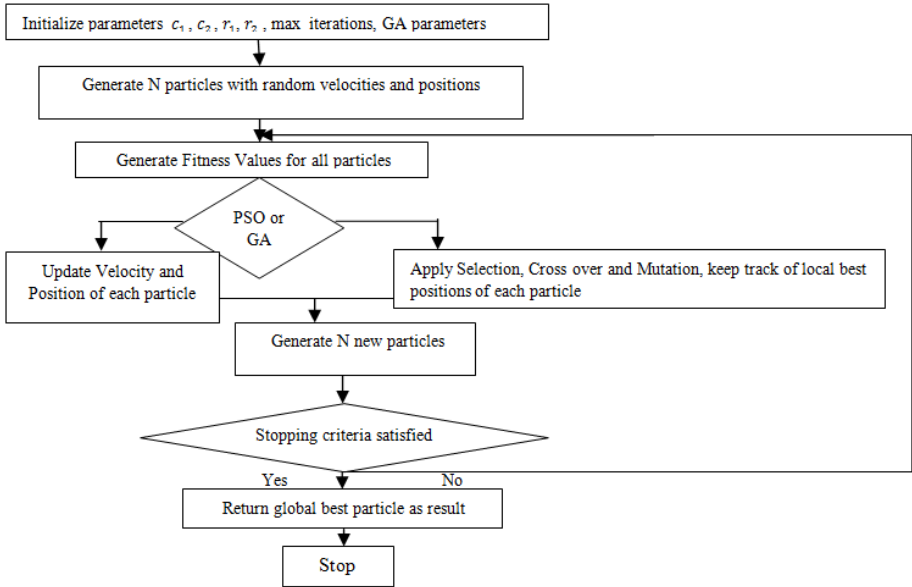 Initialize parameters c₁, c₂, r₁, r₂, max iterations, GA parameters
Generate N particles with random velocities and positions
Generate Fitness Values for all particles
PSO or
GA
Update Velocity and
Position of each particle
Apply Selection, Cross over and Mutation, keep track of local best
positions of each particle
Generate N new particles
Stopping criteria satisfied
Yes
No
Return global best particle as result
Stop